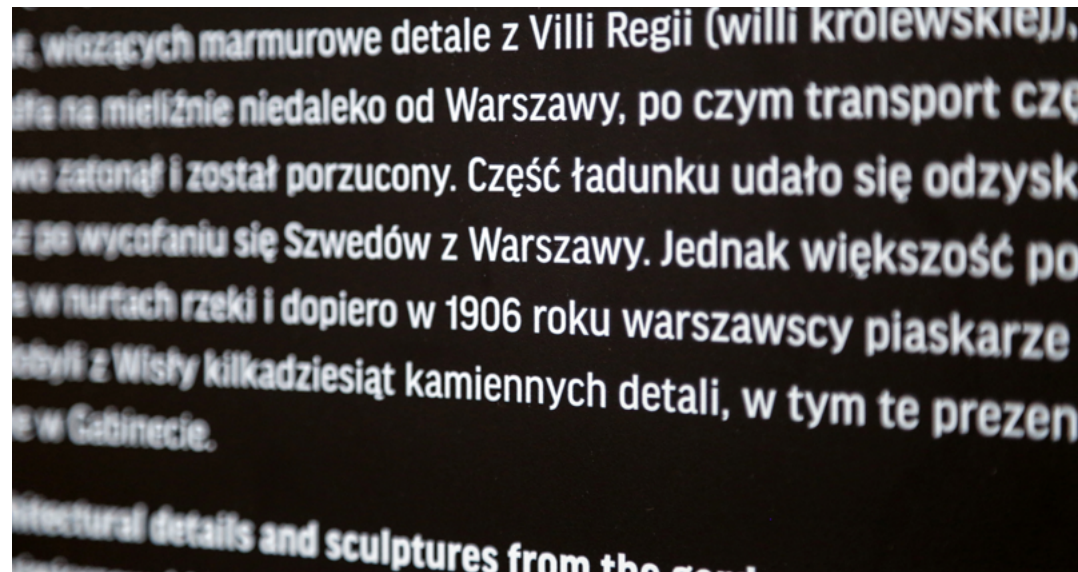 wiozących marmurowe detale z Villi Regii (willi królewskiej),
na mieliźnie niedaleko od Warszawy, po czym transport czę
zatonął i został porzucony. Część ładunku udało się odzysk
po wycofaniu się Szwedów z Warszawy. Jednak większość po
w nurtach rzeki i dopiero w 1906 roku warszawscy piaskarze
z Wisły kilkadziesiąt kamiennych detali, w tym te prezen
w Gabinecie.
details and sculptures from the